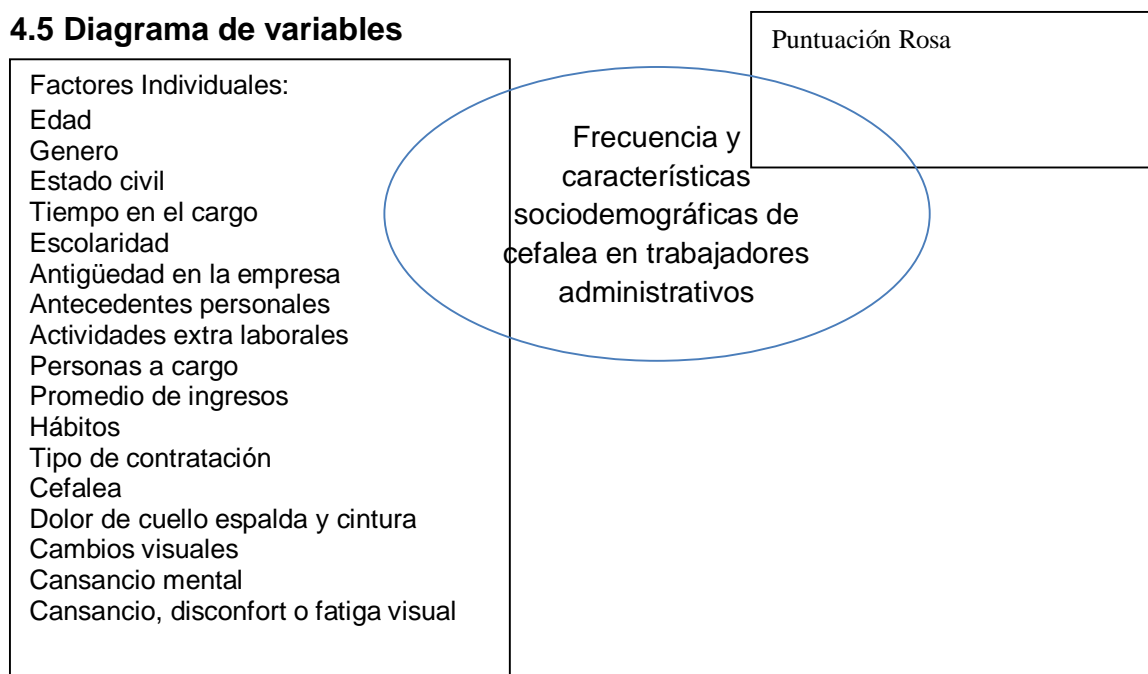 4.5 Diagrama de variables
Puntuación Rosa
Factores Individuales:
Edad
Genero
Estado civil
Tiempo en el cargo
Escolaridad
Antigüedad en la empresa
Antecedentes personales
Actividades extra laborales
Personas a cargo
Promedio de ingresos
Hábitos
Tipo de contratación
Cefalea
Dolor de cuello espalda y cintura
Cambios visuales
Cansancio mental
Cansancio, disconfort o fatiga visual
Frecuencia y
características
sociodemográficas de
cefalea en trabajadores
administrativos